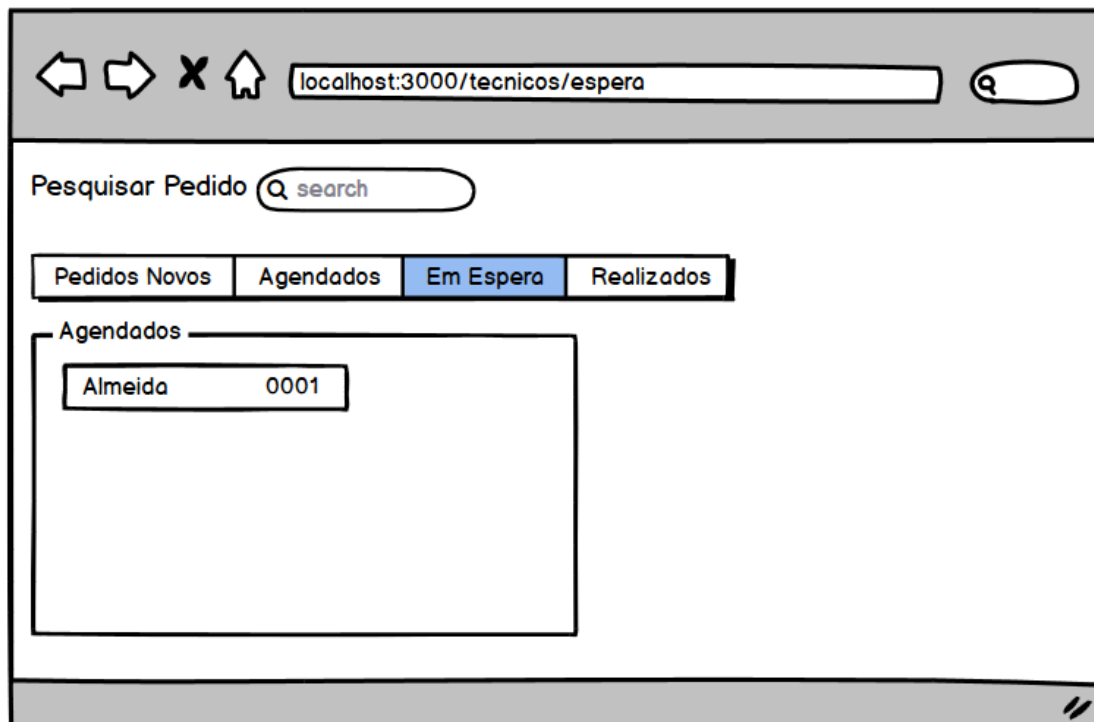 localhost:3000/tecnicos/espera
Pesquisar Pedido search
Pedidos Novos Agendados Em Espera Realizados
Agendados
Almeida 0001